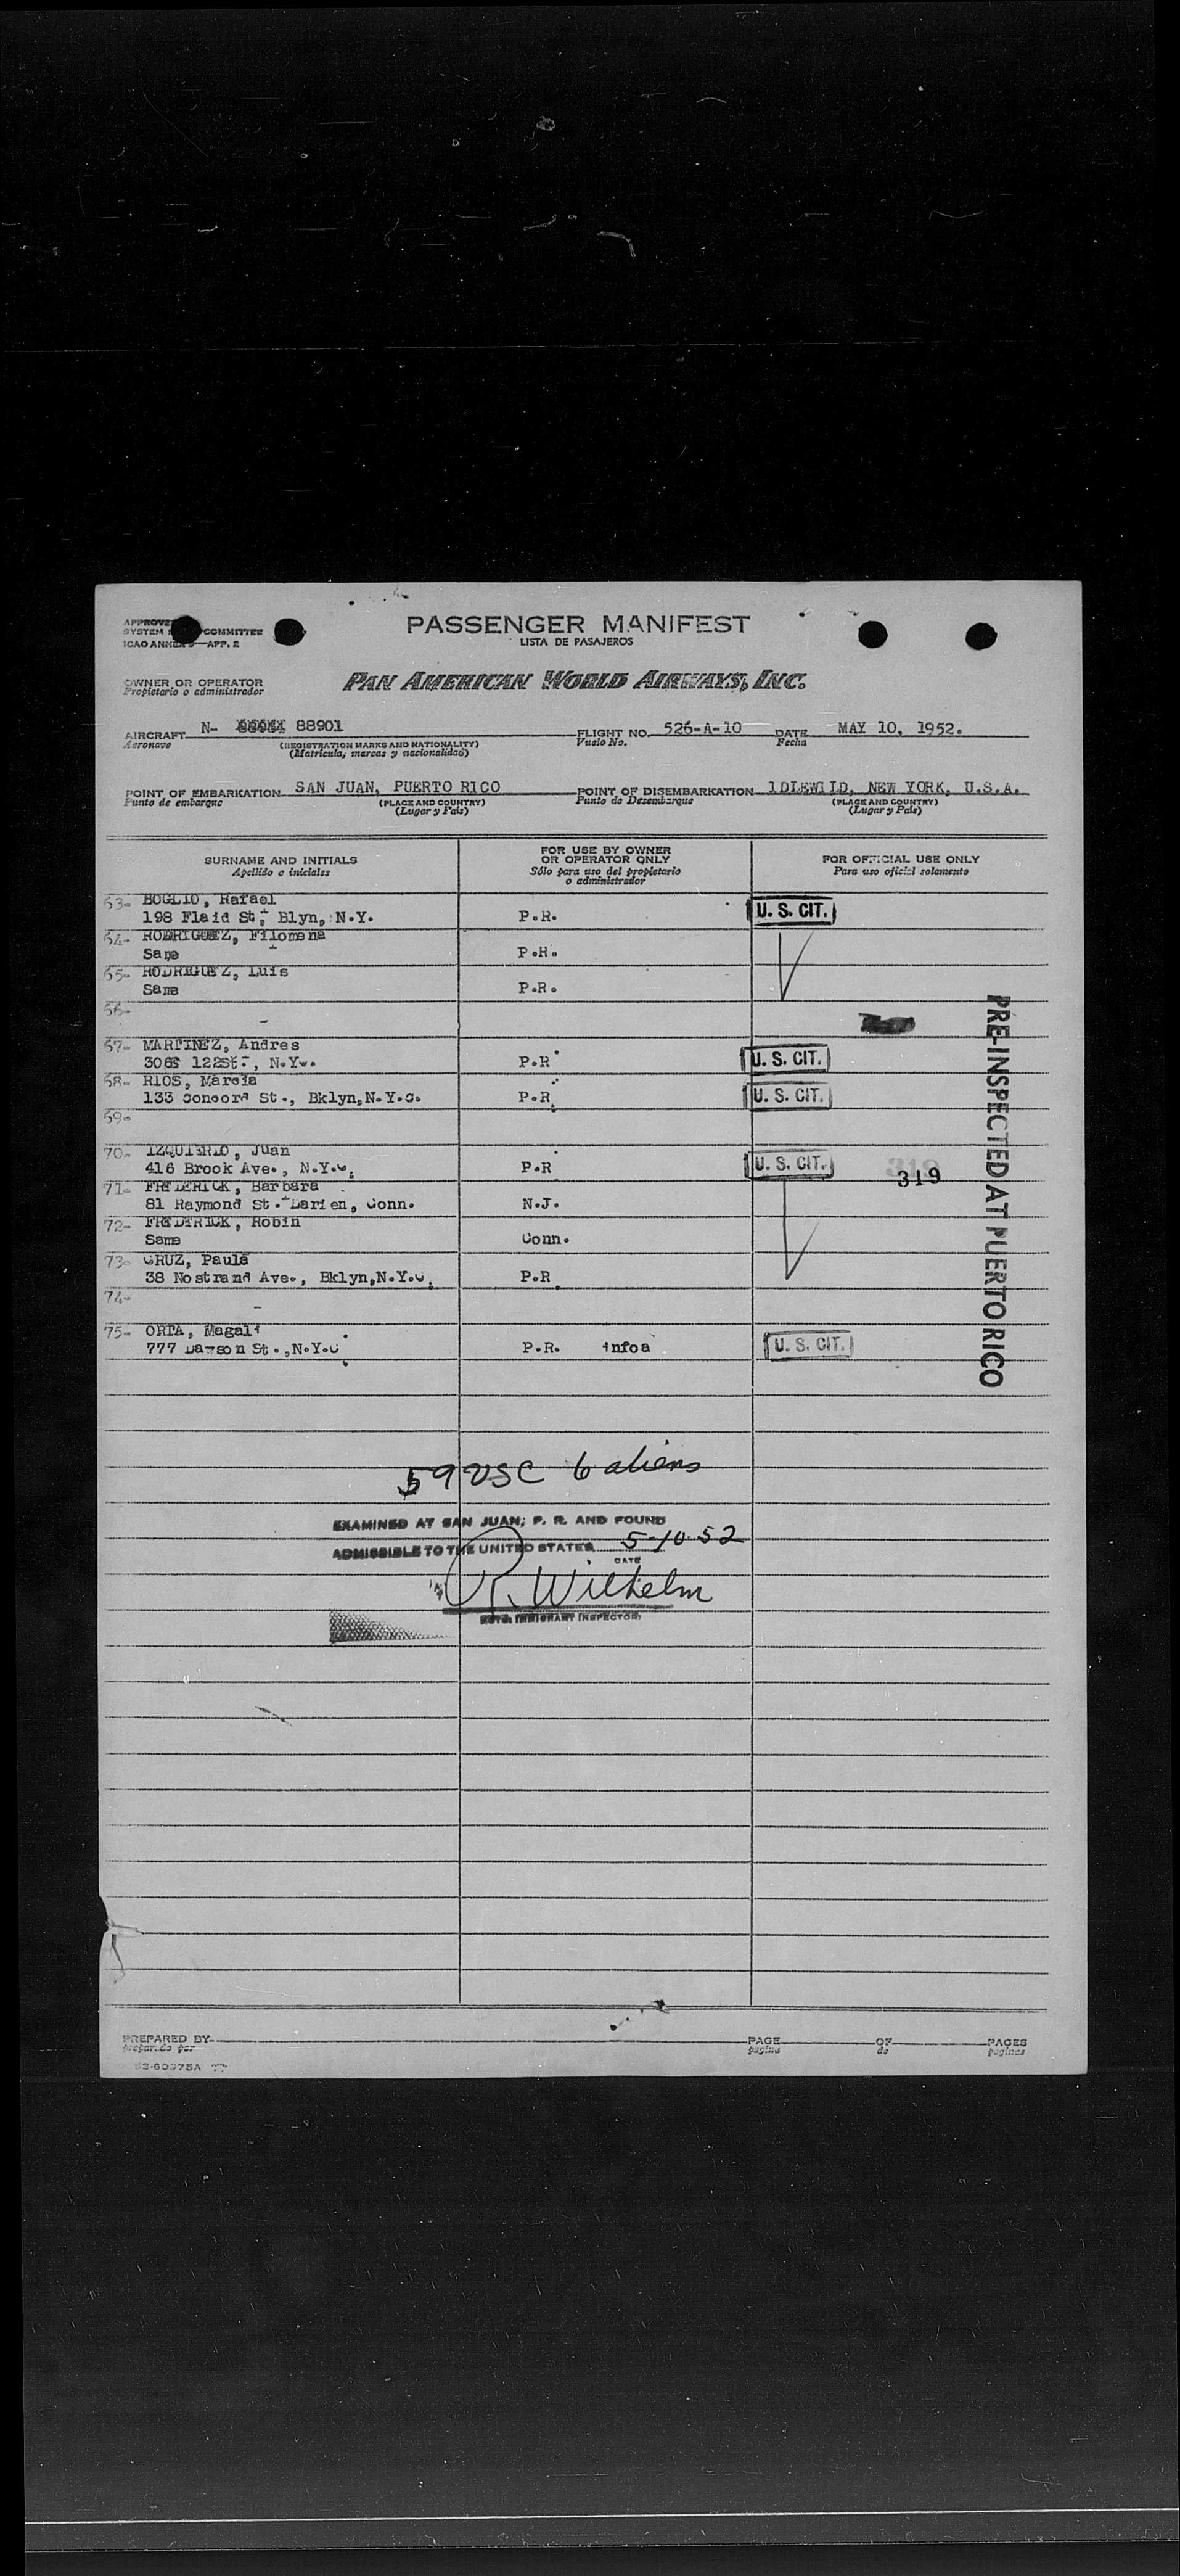 PASSENGER MANIFEST
LISTA DE PASAJEROS
SYSTEM COMMITTEE
ICAO ANNEX APP. 2
OWNER OR OPERATOR
Propietario o administrador
PAN AMERICAN WORLD AIRWAYS, INC.
AIRCRAFT N- 88901 FLIGHT NO. 526-A-10 DATE MAY 10, 1952.
Aeronave (REGISTRATION MARKS AND NATIONALITY) Vuelo No. Fecha
(Matrícula, marcas y nacionalidad)
POINT OF EMBARKATION SAN JUAN, PUERTO RICO POINT OF DISEMBARKATION IDLEWILD, NEW YORK, U.S.A.
Punto de embarque (PLACE AND COUNTRY) Punto de Desembarque (PLACE AND COUNTRY)
(Lugar y País) (Lugar y País)
SURNAME AND INITIALS
Apellido e iniciales
FOR USE BY OWNER
OR OPERATOR ONLY
Sólo para uso del propietario
o administrador
FOR OFFICIAL USE ONLY
Para uso oficial solamente
63- BOGLIO, Rafael
198 Flaid St, Blyn, N.Y. P.R. U. S. CIT.
64- RODRIGUEZ, Filomena
Same P.R.
65- RODRIGUEZ, Luis
Same P.R.
66-
67- MARTINEZ, Andres
122St., N.Y. P.R U. S. CIT.
68- RIOS, Marcia
133 Concord St., Bklyn,N.Y.C. P.R. U. S. CIT.
69-
70- IZQUIERDO, Juan
416 Brook Ave., N.Y.C. P.R U. S. CIT. 319
71- FREDERICK, Barbara
81 Raymond St. Darien, Conn. N.J.
72- FREDERICK, Robin
Same Conn.
73- CRUZ, Paula
38 Nostrand Ave., Bklyn,N.Y.C. P.R.
74-
75- ORTA, Magali
777 Dawson St.,N.Y.C P.R. infoa U. S. CIT.
PRE-INSPECTED AT PUERTO RICO
59 USC 6 aliens
EXAMINED AT SAN JUAN, P. R. AND FOUND
ADMISSIBLE TO THE UNITED STATES 5-10-52
DATE
R. Wilhelm
IMMIGRANT INSPECTOR
PREPARED BY PAGE OF PAGES
preparado por pagina de paginas